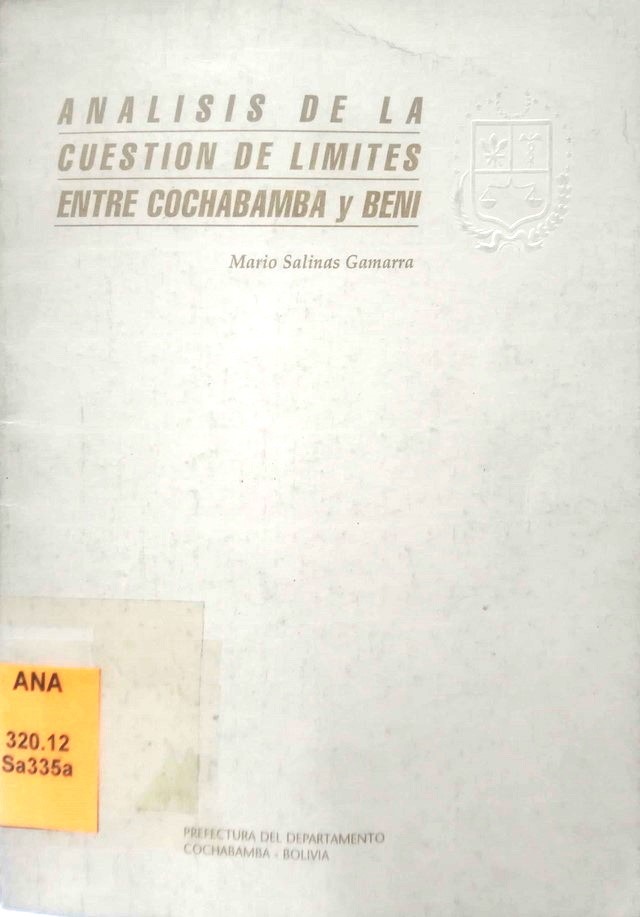 ANALISIS DE LA
CUESTION DE LIMITES
ENTRE COCHABAMBA y BENI
Mario Salinas Gamarra
ANA
320.12
Sa335a
PREFECTURA DEL DEPARTAMENTO
COCHABAMBA - BOLIVIA